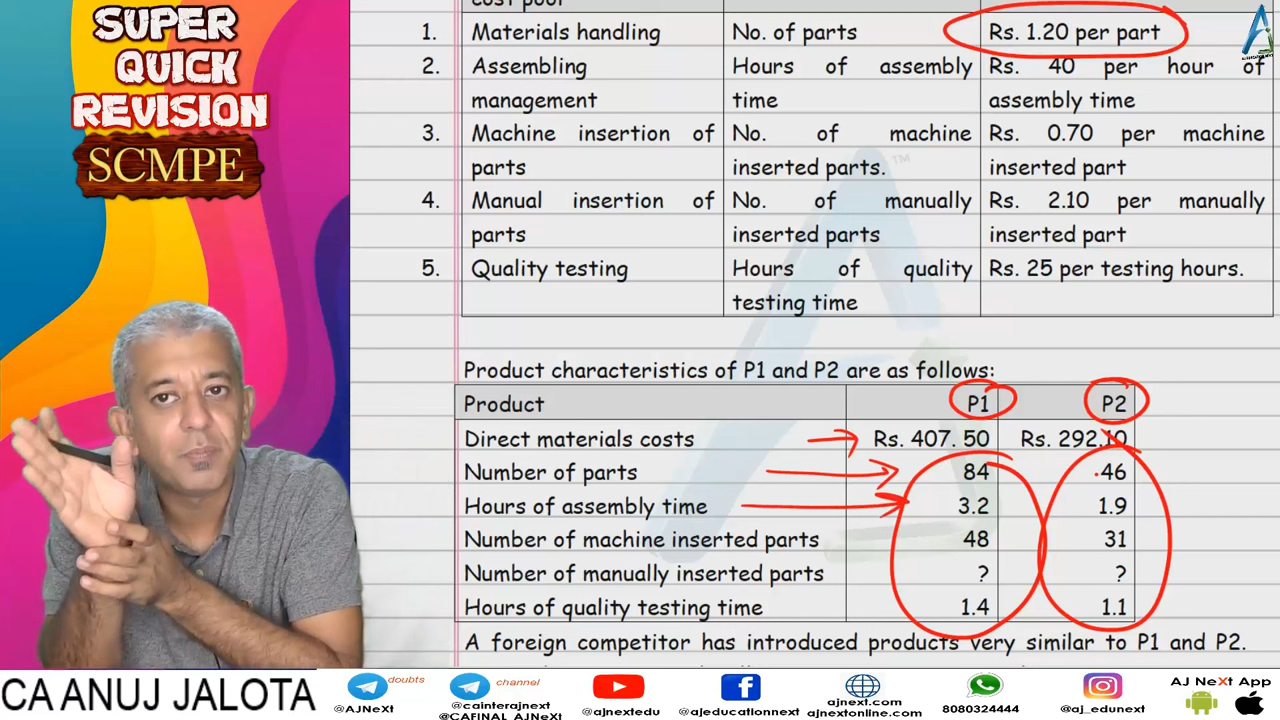 SUPER
QUICK
REVISION
SCMPE
cost pool
1. Materials handling No. of parts Rs. 1.20 per part
2. Assembling Hours of assembly Rs. 40 per hour of
management time assembly time
3. Machine insertion of No. of machine Rs. 0.70 per machine
parts inserted parts. inserted part
4. Manual insertion of No. of manually Rs. 2.10 per manually
parts inserted parts inserted part
5. Quality testing Hours of quality Rs. 25 per testing hours.
testing time
Product characteristics of P1 and P2 are as follows:
Product P1 P2
Direct materials costs Rs. 407. 50 Rs. 292.10
Number of parts 84 46
Hours of assembly time 3.2 1.9
Number of machine inserted parts 48 31
Number of manually inserted parts ? ?
Hours of quality testing time 1.4 1.1
A foreign competitor has introduced products very similar to P1 and P2.
CA ANUJ JALOTA
doubts
@AJNeXt
channel
@cainterajnext
@CAFINAL_AJNeXt
@ajnextedu
@ajeducationnext
ajnext.com
ajnextonline.com
8080324444
@aj_edunext
AJ NeXt App